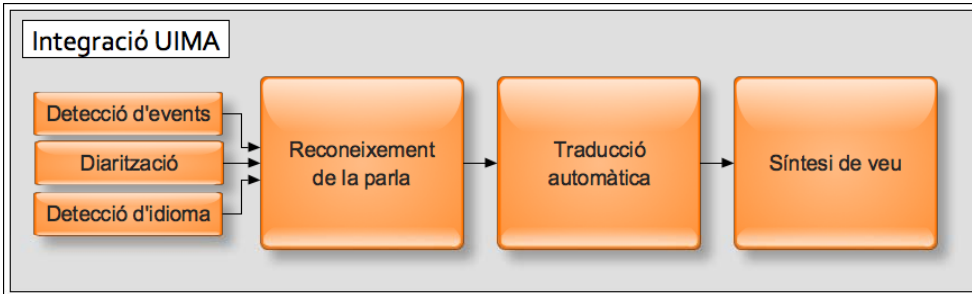 Integració UIMA
Detecció d'events
Diarització
Detecció d'idioma
Reconeixement
de la parla
Traducció
automàtica
Síntesi de veu